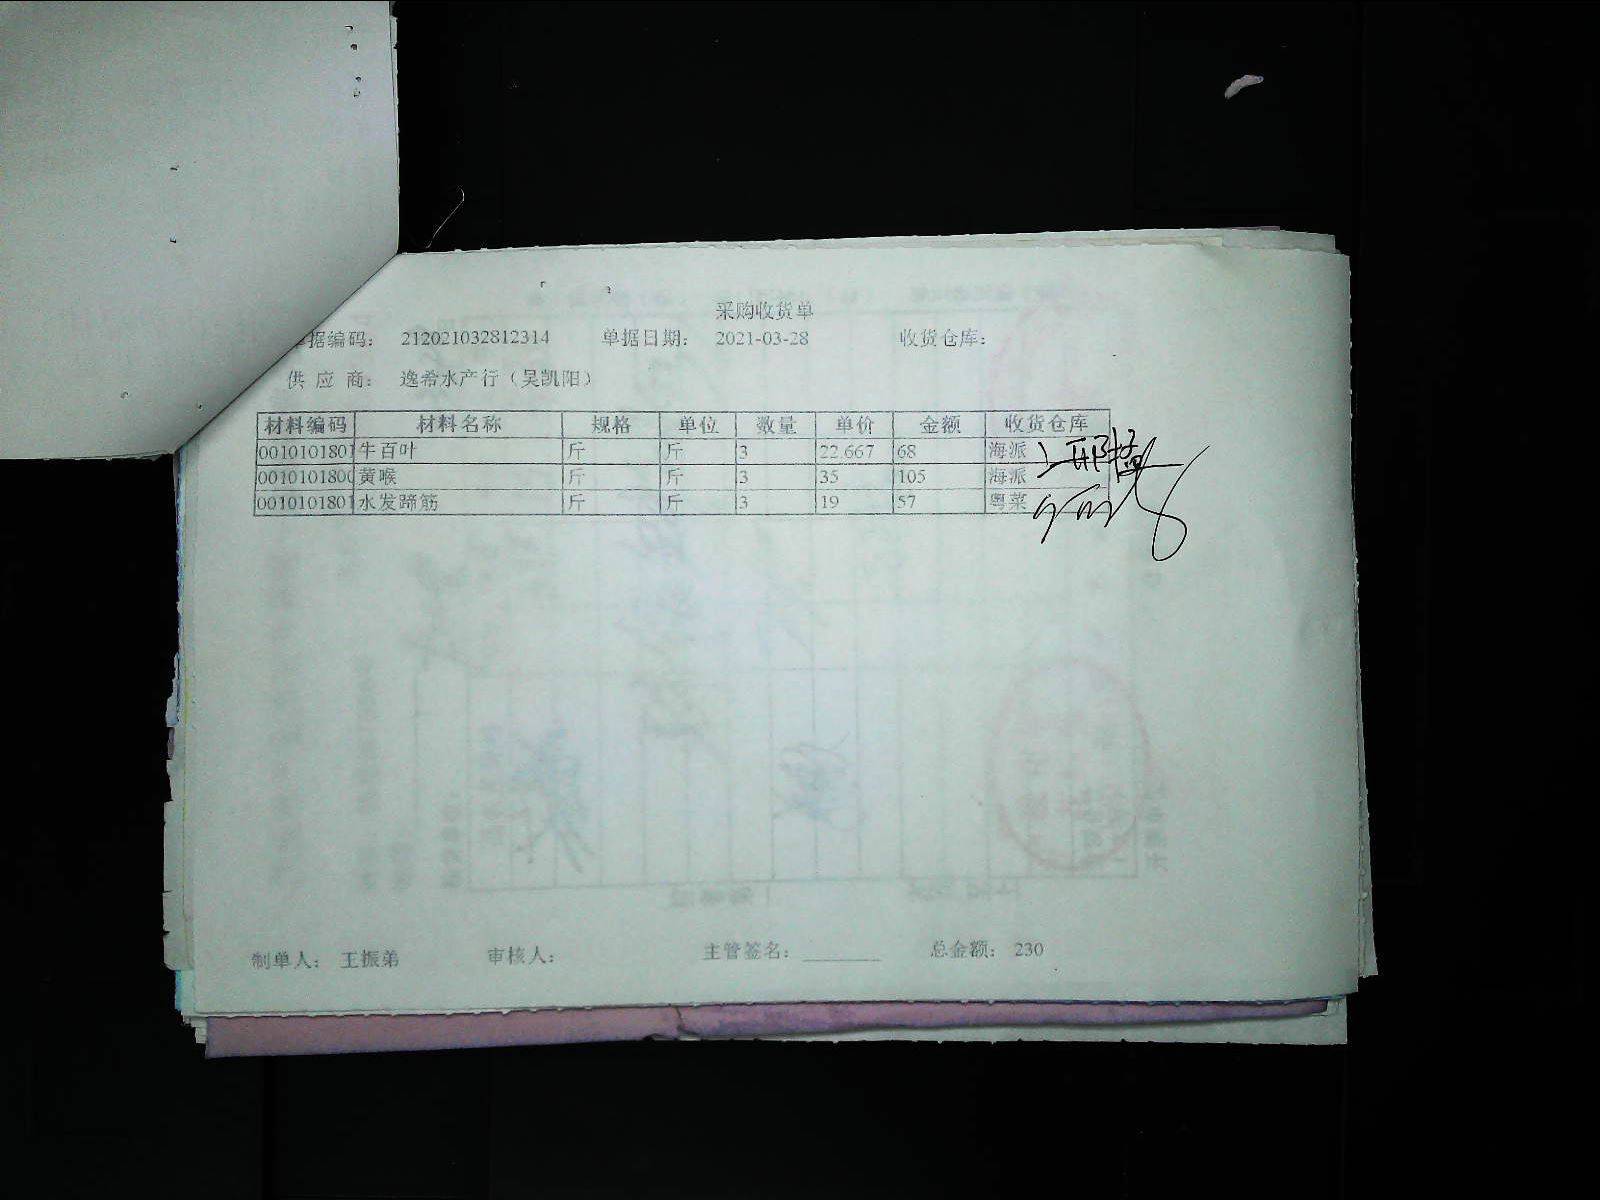 采购收货单
据编码： 212021032812314 单据日期： 2021-03-28 收货仓库：
供 应 商： 逸希水产行（吴凯阳）
材料编码 材料名称 规格 单位 数量 单价 金额 收货仓库
0010101801 牛百叶 斤 斤 3 22.667 68 海派
001010180 黄喉 斤 斤 3 35 105 海派
0010101801 水发蹄筋 斤 斤 3 19 57 粤菜
制单人： 王振弟 审核人： 主管签名： 总金额： 230